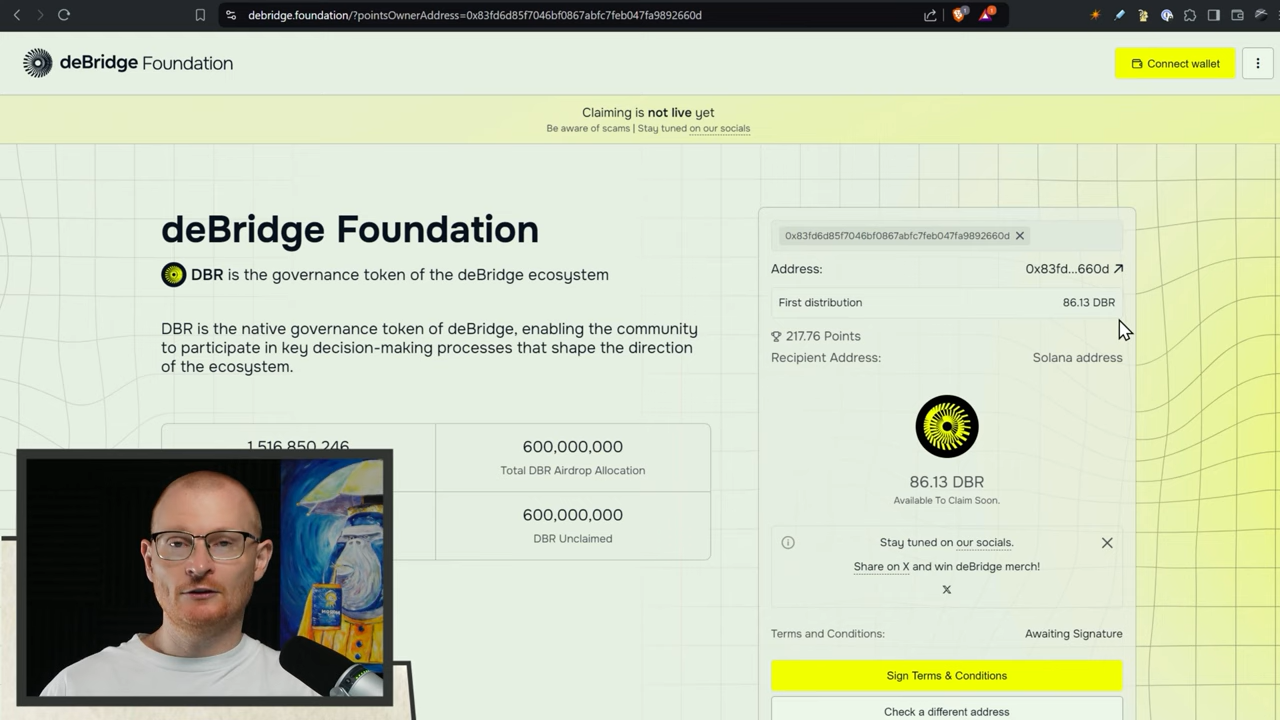 debridge.foundation/?pointsOwnerAddress=0x83fd6d85f7046bf0867abfc7feb047fa9892660d
deBridge Foundation
Connect wallet
Claiming is not live yet
Be aware of scams | Stay tuned on our socials
deBridge Foundation
DBR is the governance token of the deBridge ecosystem
DBR is the native governance token of deBridge, enabling the community
to participate in key decision-making processes that shape the direction
of the ecosystem.
1,516,850,246
600,000,000
Total DBR Airdrop Allocation
600,000,000
DBR Unclaimed
0x83fd6d85f7046bf0867abfc7feb047fa9892660d
Address: 0x83fd...660d
First distribution 86.13 DBR
217.76 Points
Recipient Address: Solana address
86.13 DBR
Available To Claim Soon.
Stay tuned on our socials.
Share on X and win deBridge merch!
Terms and Conditions: Awaiting Signature
Sign Terms & Conditions
Check a different address